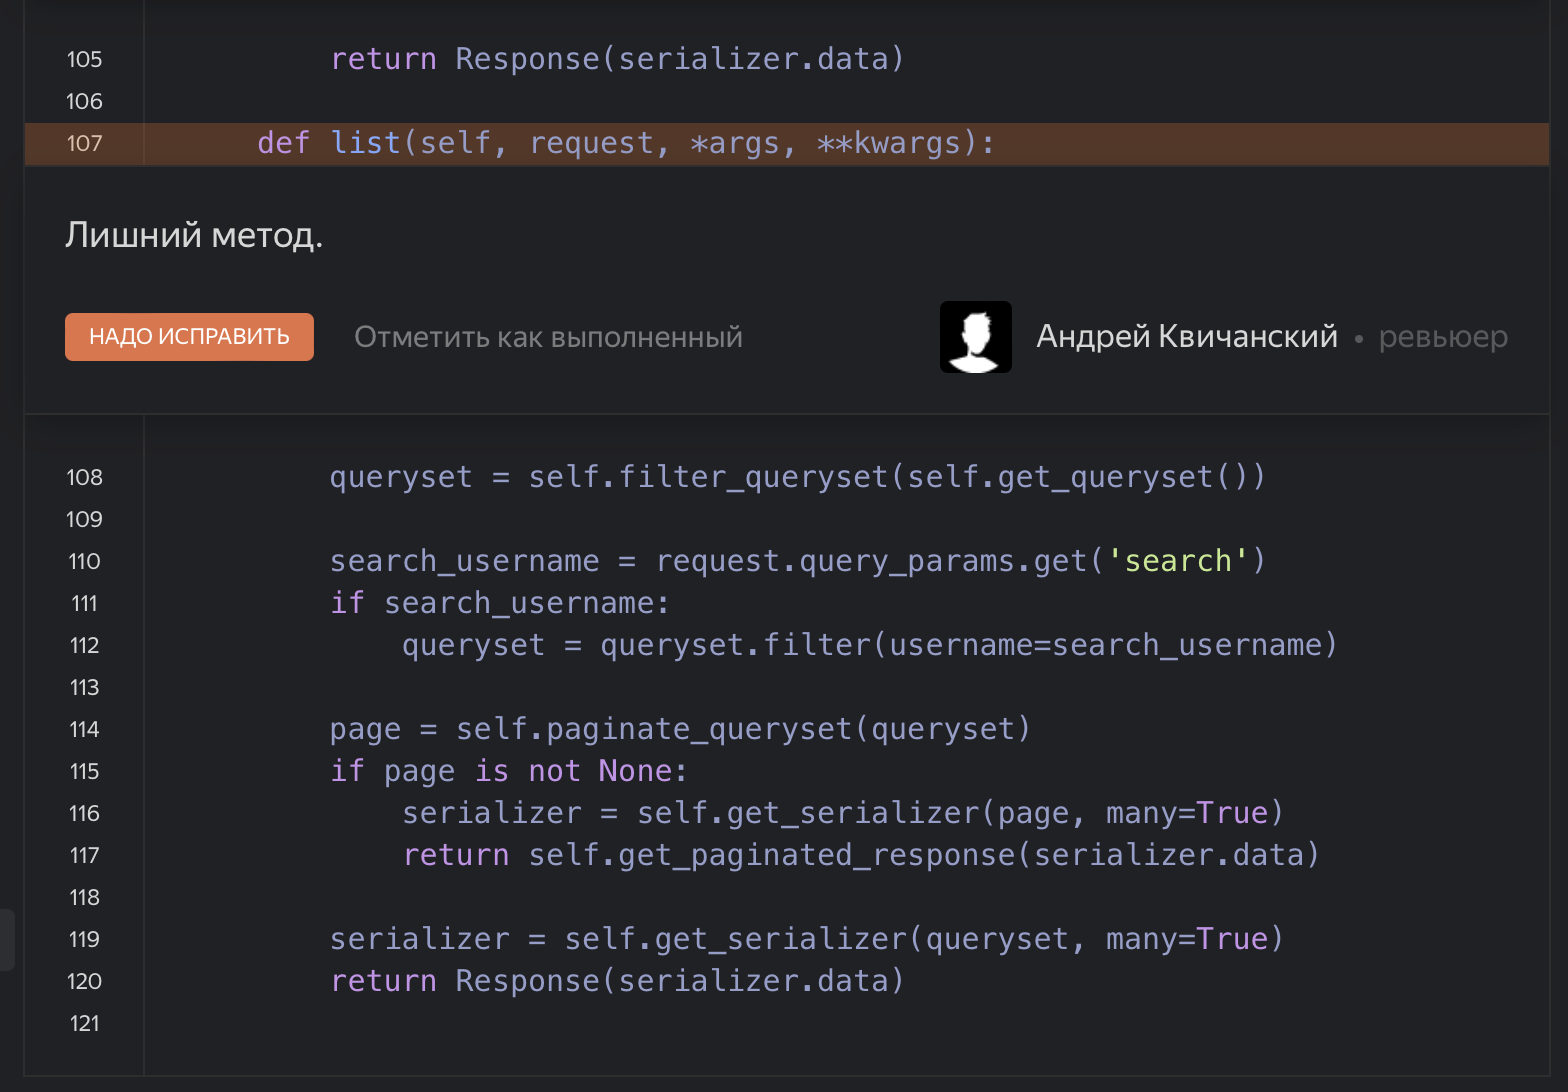 105 return Response(serializer.data)
106
107 def list(self, request, *args, **kwargs):
Лишний метод.
НАДО ИСПРАВИТЬ Отметить как выполненный Андрей Квичанский • ревьюер
108 queryset = self.filter_queryset(self.get_queryset())
109
110 search_username = request.query_params.get('search')
111 if search_username:
112 queryset = queryset.filter(username=search_username)
113
114 page = self.paginate_queryset(queryset)
115 if page is not None:
116 serializer = self.get_serializer(page, many=True)
117 return self.get_paginated_response(serializer.data)
118
119 serializer = self.get_serializer(queryset, many=True)
120 return Response(serializer.data)
121